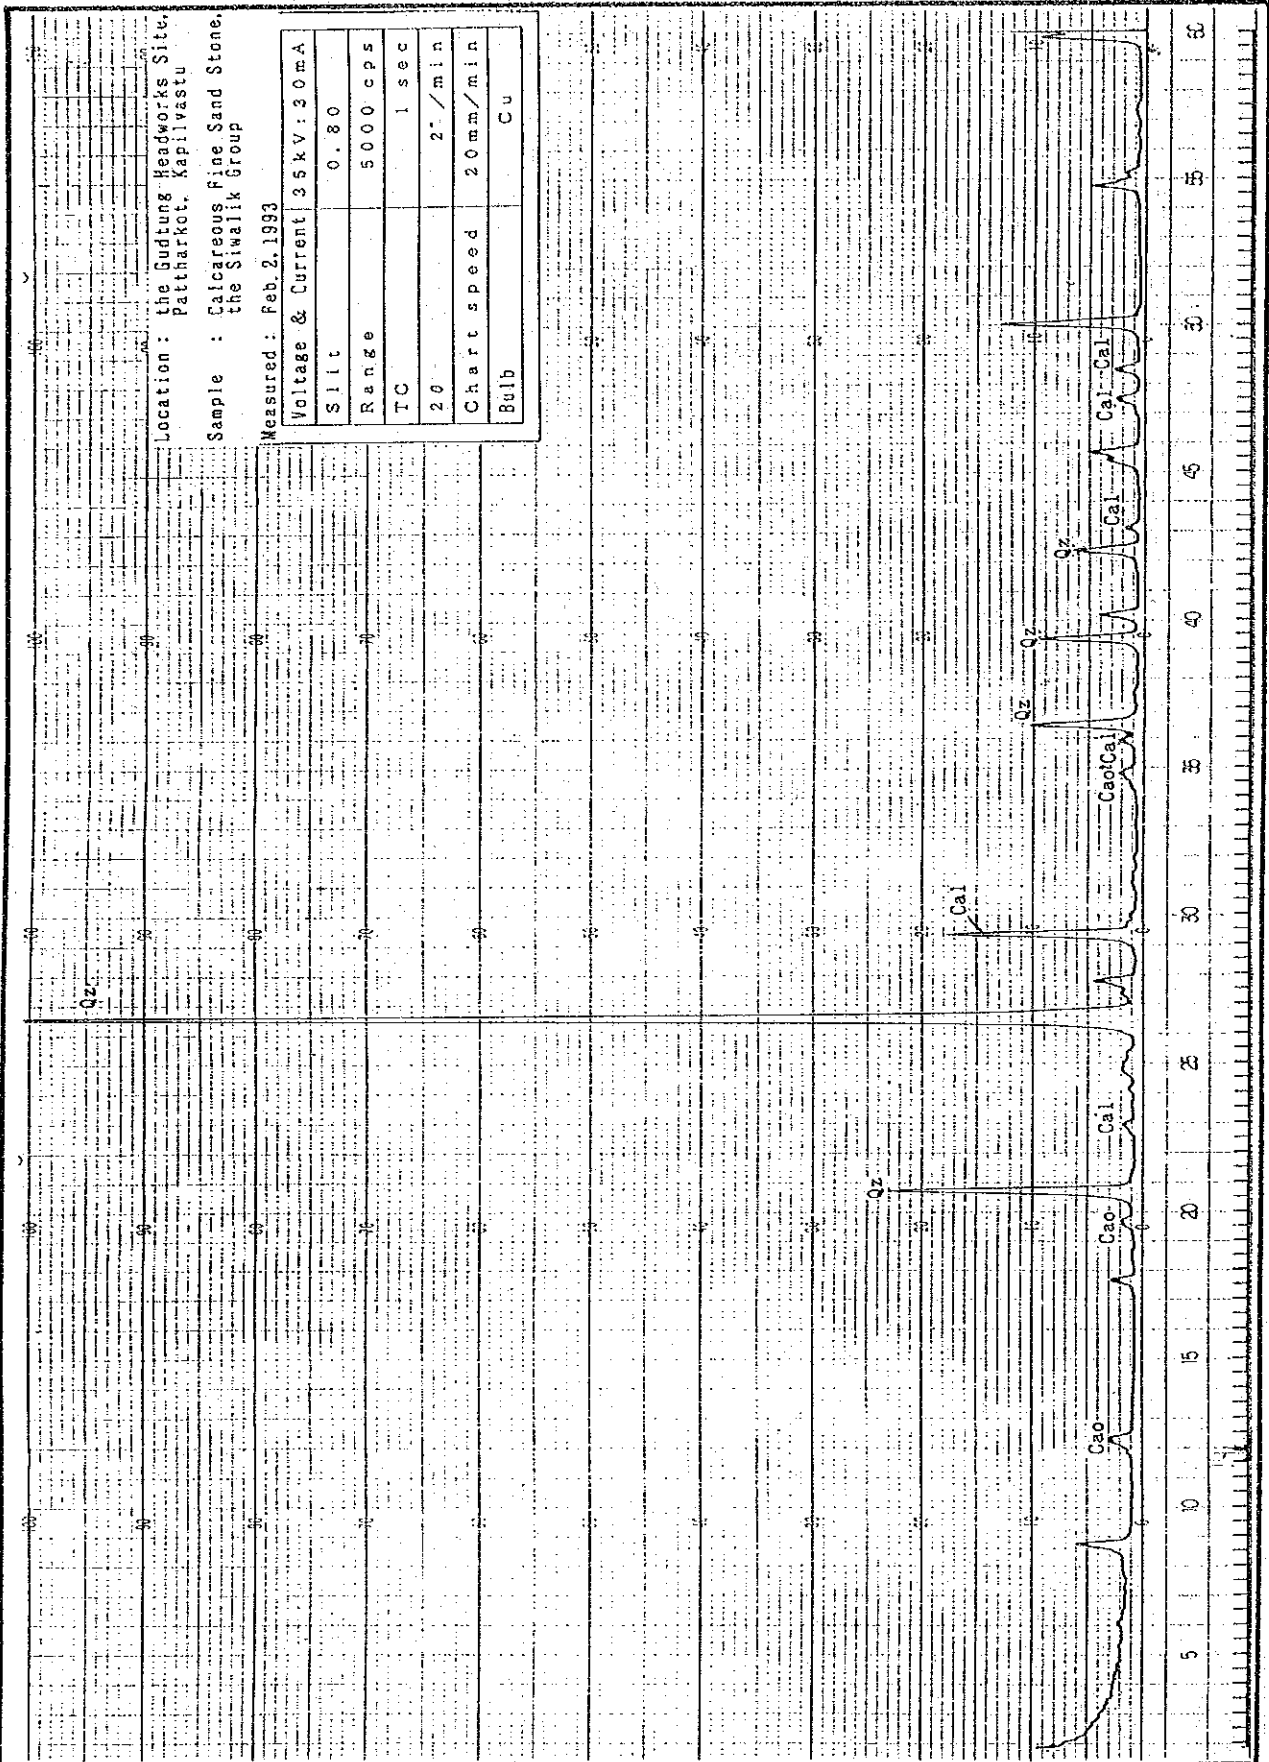 Location : the Gudtung Headworks Site,
Pattharkot, Kapilvastu
Sample : Calcareous Fine Sand Stone,
the Siwalik Group
Measured : Feb. 2. 1993
Voltage & Current 35kV:30mA
Slit 0.80
Range 5000 cps
TC 1 sec
2θ 2°/min
Chart speed 20mm/min
Bulb Cu
Qz
Qz
Cal
Qz
Qz
Qz
Cao
Cao
Cal
Cao Cal
Cal
Cal
Cal
5 10 15 20 25 30 35 40 45 50 55 60